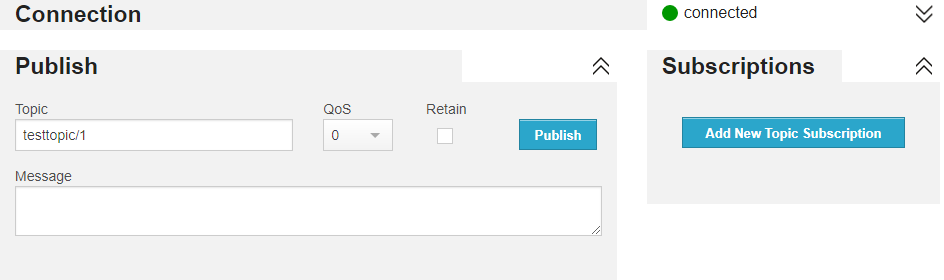 Connection
connected
Publish
Subscriptions
Topic
QoS
Retain
testtopic/1
0
Publish
Add New Topic Subscription
Message